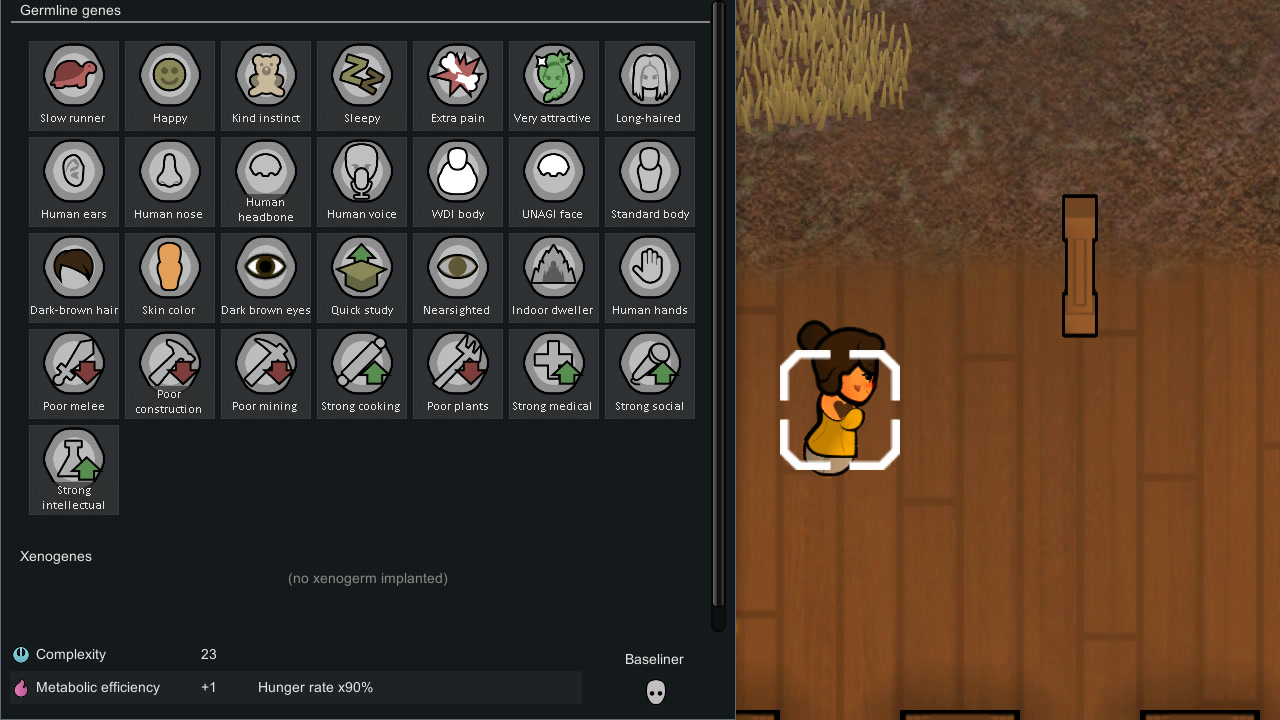 Germline genes
Slow runner
Happy
Kind instinct
Sleepy
Extra pain
Very attractive
Long-haired
Human ears
Human nose
Human
headbone
Human voice
WDI body
UNAGI face
Standard body
Dark-brown hair
Skin color
Dark brown eyes
Quick study
Nearsighted
Indoor dweller
Human hands
Poor melee
Poor
construction
Poor mining
Strong cooking
Poor plants
Strong medical
Strong social
Strong
intellectual
Xenogenes
(no xenogerm implanted)
Complexity 23
Baseliner
Metabolic efficiency +1 Hunger rate x90%